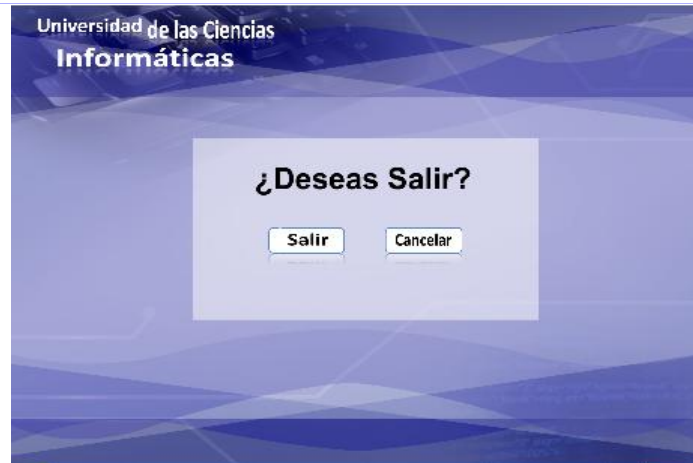 Universidad de las Ciencias
Informáticas
¿Deseas Salir?
Salir
Cancelar